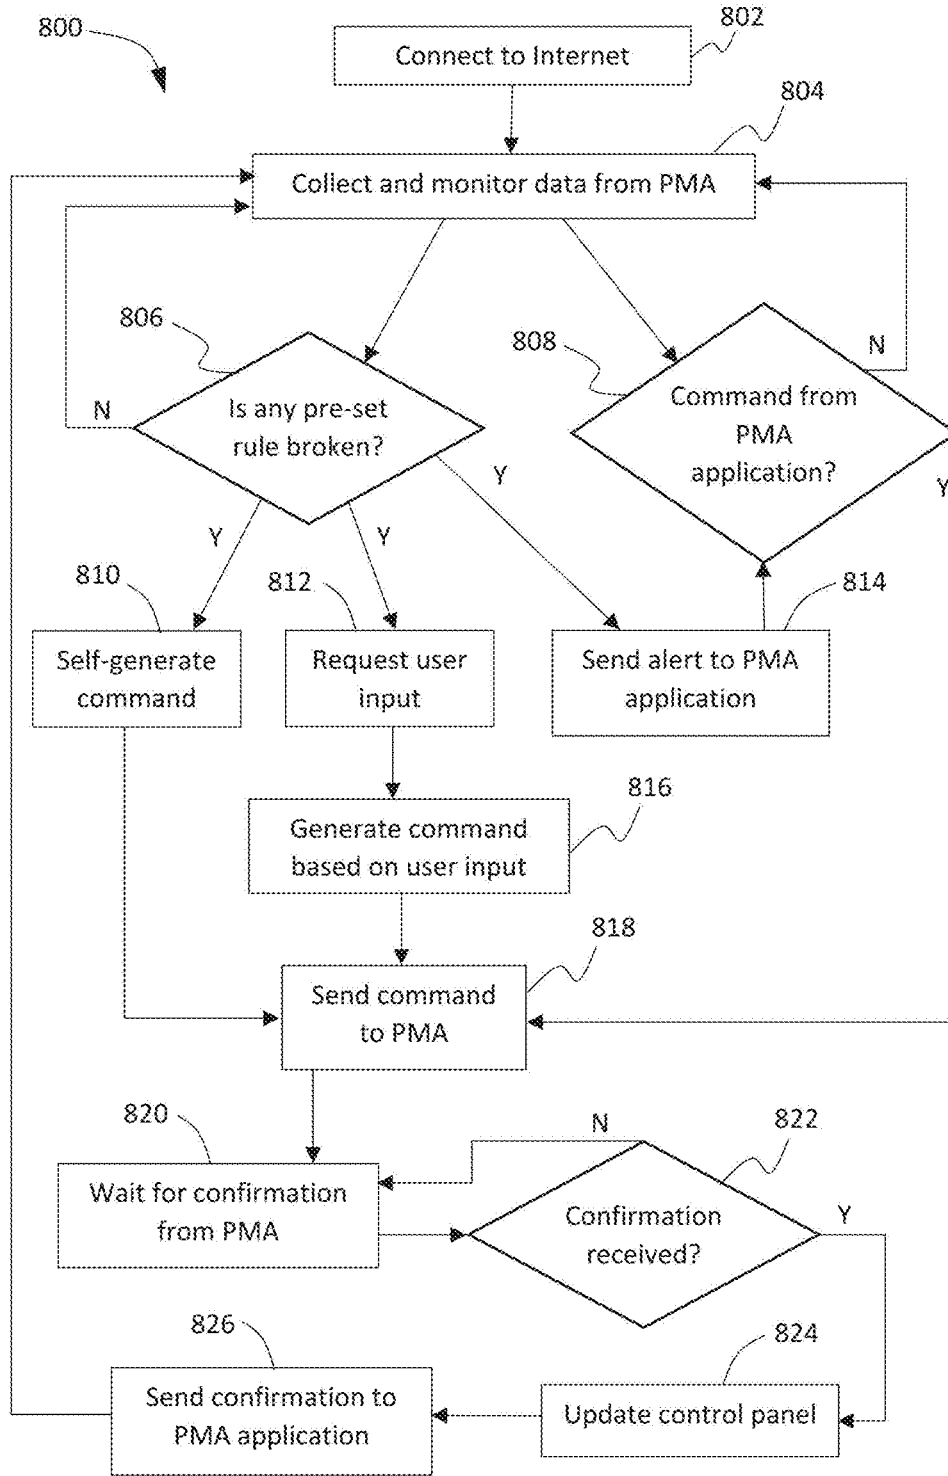 800
802
Connect to Internet
804
Collect and monitor data from PMA
806
808
N
N
Is any pre-set
rule broken?
Command from
PMA
application?
Y
Y
Y
Y
810
812
814
Self-generate
command
Request user
input
Send alert to PMA
application
816
Generate command
based on user input
818
Send command
to PMA
820
822
N
Wait for confirmation
from PMA
Confirmation
received?
Y
826
824
Send confirmation to
PMA application
Update control panel